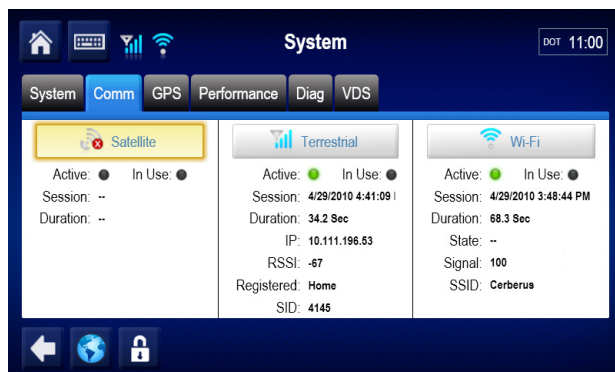 System
DOT 11:00
System Comm GPS Performance Diag VDS
Satellite
Active: In Use:
Session: --
Duration: --
Terrestrial
Active: In Use:
Session: 4/29/2010 4:41:09
Duration: 34.2 Sec
IP: 10.111.196.53
RSSI: -67
Registered: Home
SID: 4145
Wi-Fi
Active: In Use:
Session: 4/29/2010 3:48:44 PM
Duration: 68.3 Sec
State: --
Signal: 100
SSID: Cerberus